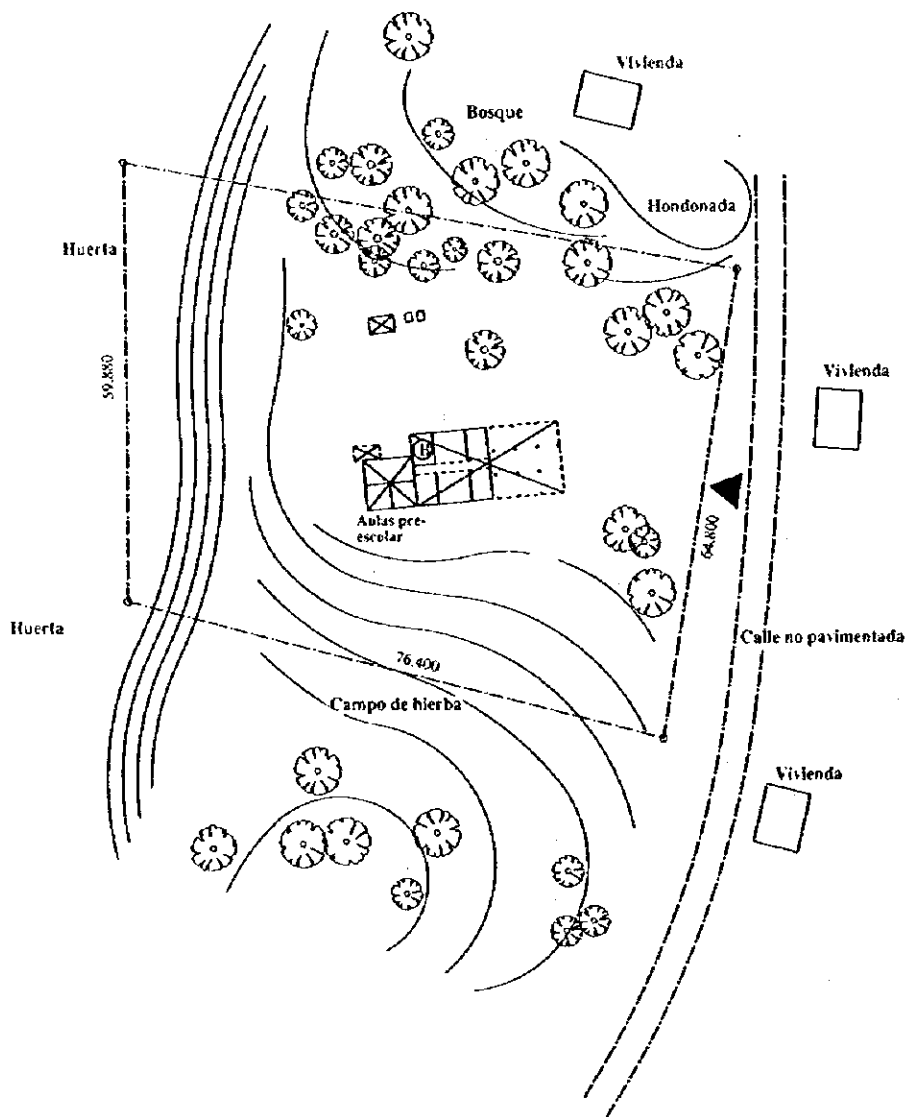 Vivienda
Bosque
Hondonada
Huerta
59.880
Vivienda
Aulas pre-
escolar
64.800
Huerta
Calle no pavimentada
76.400
Campo de hierba
Vivienda